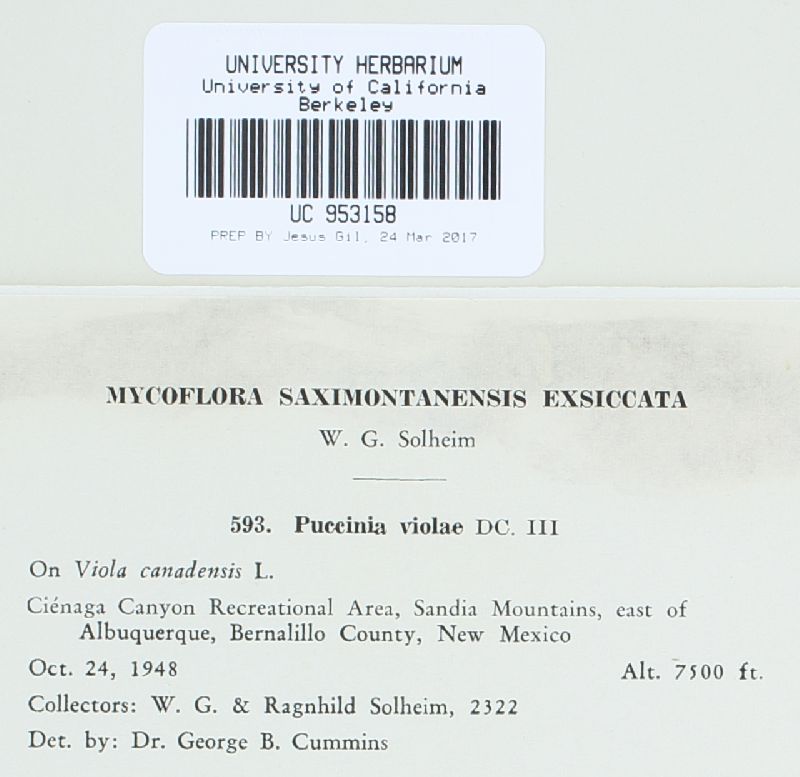 UNIVERSITY HERBARIUM
University of California
Berkeley
UC 953158
PREP BY Jesus Gil, 24 Mar 2017
MYCOFLORA SAXIMONTANENSIS EXSICCATA
W. G. Solheim
593. Puccinia violae DC. III
On Viola canadensis L.
Ciénaga Canyon Recreational Area, Sandia Mountains, east of
Albuquerque, Bernalillo County, New Mexico
Oct. 24, 1948 Alt. 7500 ft.
Collectors: W. G. & Ragnhild Solheim, 2322
Det. by: Dr. George B. Cummins